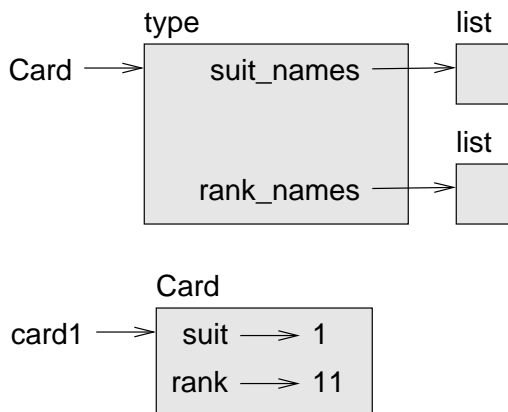 type
list
Card
suit_names
list
rank_names
Card
card1
suit 1
rank 11